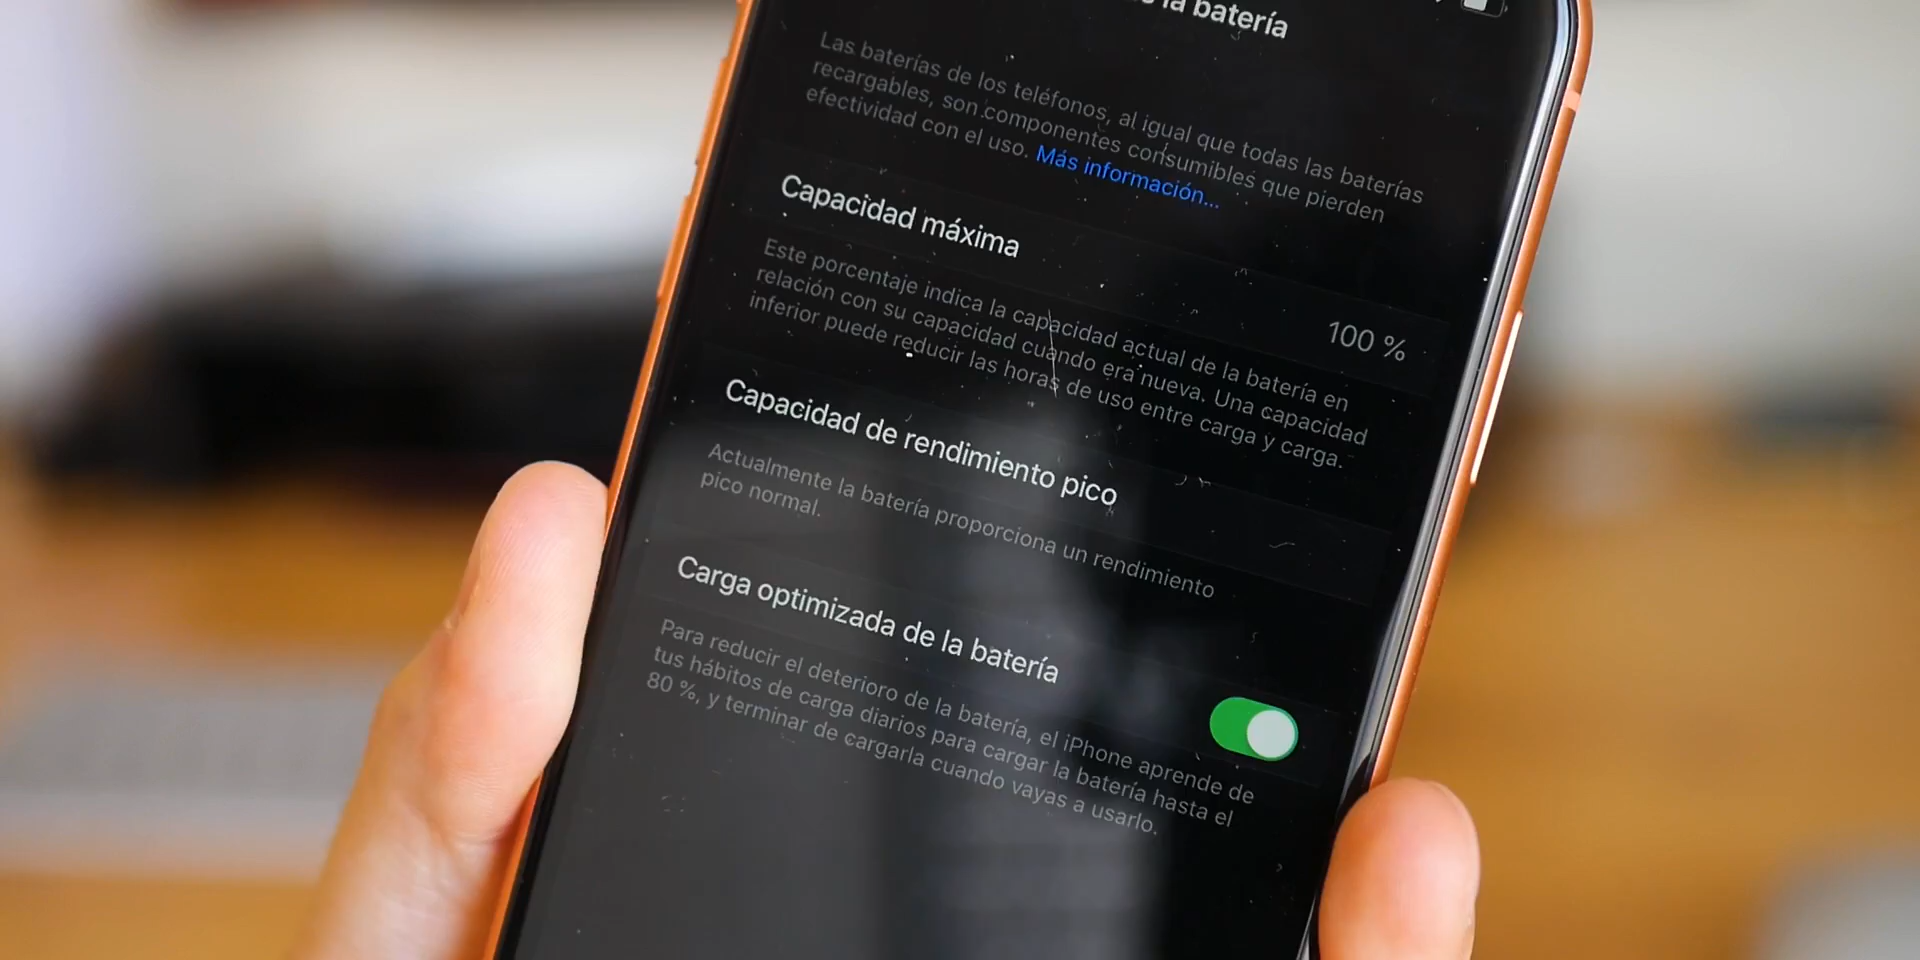 la batería
Las baterías de los teléfonos, al igual que todas las baterías
recargables, son componentes consumibles que pierden
efectividad con el uso. Más información...
Capacidad máxima
100 %
Este porcentaje indica la capacidad actual de la batería en
relación con su capacidad cuando era nueva. Una capacidad
inferior puede reducir las horas de uso entre carga y carga.
Capacidad de rendimiento pico
Actualmente la batería proporciona un rendimiento
pico normal.
Carga optimizada de la batería
Para reducir el deterioro de la batería, el iPhone aprende de
tus hábitos de carga diarios para cargar la batería hasta el
80 %, y terminar de cargarla cuando vayas a usarlo.